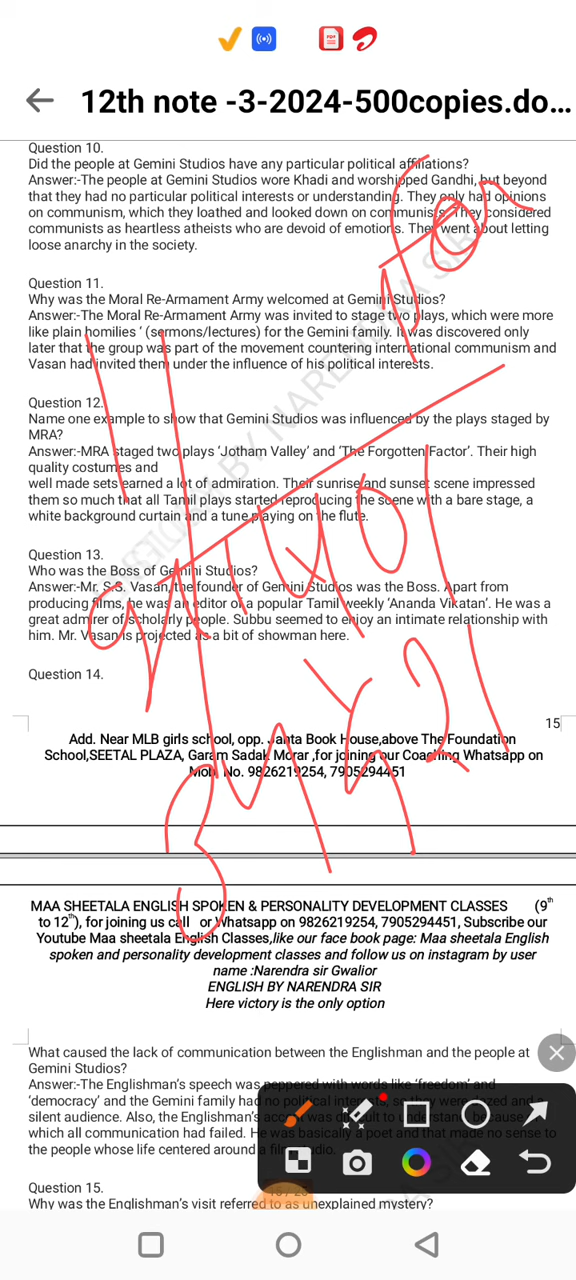 12th note -3-2024-500copies.do...
Question 10.
Did the people at Gemini Studios have any particular political affiliations?
Answer:-The people at Gemini Studios wore Khadi and worshipped Gandhi, but beyond
that they had no particular political interests or understanding. They only had opinions
on communism, which they loathed and looked down on communists. They considered
communists as heartless atheists who are devoid of emotions. They went about letting
loose anarchy in the society.
Question 11.
Why was the Moral Re-Armament Army welcomed at Gemini Studios?
Answer:-The Moral Re-Armament Army was invited to stage two plays, which were more
like plain homilies ‘ (sermons/lectures) for the Gemini family. It was discovered only
later that the group was part of the movement countering international communism and
Vasan had invited them under the influence of his political interests.
Question 12.
Name one example to show that Gemini Studios was influenced by the plays staged by
MRA?
Answer:-MRA staged two plays ‘Jotham Valley’ and ‘The Forgotten Factor’. Their high
quality costumes and
well made sets earned a lot of admiration. Their sunrise and sunset scene impressed
them so much that all Tamil plays started reproducing the scene with a bare stage, a
white background curtain and a tune playing on the flute.
Question 13.
Who was the Boss of Gemini Studios?
Answer:-Mr. S.S. Vasan, the founder of Gemini Studios was the Boss. Apart from
producing films, he was an editor of a popular Tamil weekly ‘Ananda Vikatan’. He was a
great admirer of scholarly people. Subbu seemed to enjoy an intimate relationship with
him. Mr. Vasan is projected as a bit of showman here.
Question 14.
15
Add. Near MLB girls school, opp. Janta Book House,above The Foundation
School,SEETAL PLAZA, Garam Sadak Morar ,for joining our Coaching Whatsapp on
Mob. No. 9826219254, 7905294451
MAA SHEETALA ENGLISH SPOKEN & PERSONALITY DEVELOPMENT CLASSES (9th
to 12th), for joining us call or Whatsapp on 9826219254, 7905294451, Subscribe our
Youtube Maa sheetala English Classes,like our face book page: Maa sheetala English
spoken and personality development classes and follow us on instagram by user
name :Narendra sir Gwalior
ENGLISH BY NARENDRA SIR
Here victory is the only option
What caused the lack of communication between the Englishman and the people at
Gemini Studios?
Answer:-The Englishman’s speech was peppered with words like ‘freedom’ and
‘democracy’ and the Gemini family had no political interests, so they were dazed and a
silent audience. Also, the Englishman’s accent was difficult to understand because
which all communication had failed. He was basically a poet and that made no sense to
the people whose life centered around a film studio.
Question 15.
Why was the Englishman’s visit referred to as unexplained mystery?